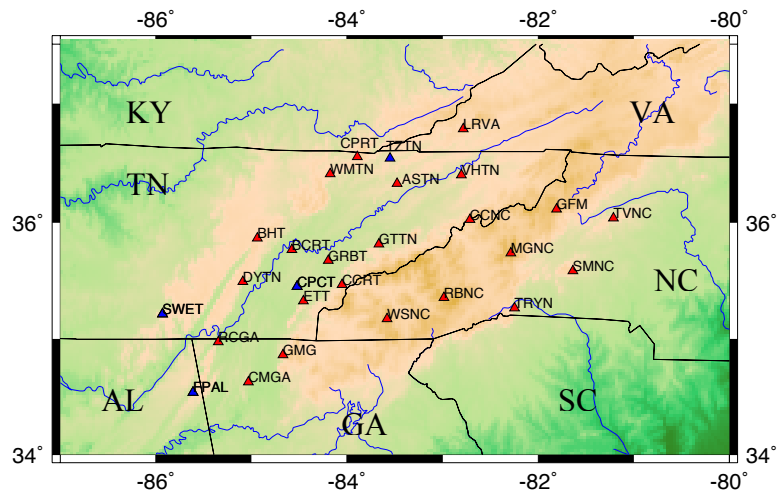 -86° -84° -82° -80°
KY
VA
LRVA
CPRT TZTN
WMTN VHTN
TN
ASTN
GFM
CCNC TVNC
36° 36°
BHT
GTTN
BCRT
MGNC
GRBT
SMNC
DYTN CPCT CCRT
NC
ETT RBNC
SWET WSNC TRYN
RCGA
GMG
CMGA
FPAL
AL SC
GA
34° 34°
-86° -84° -82° -80°